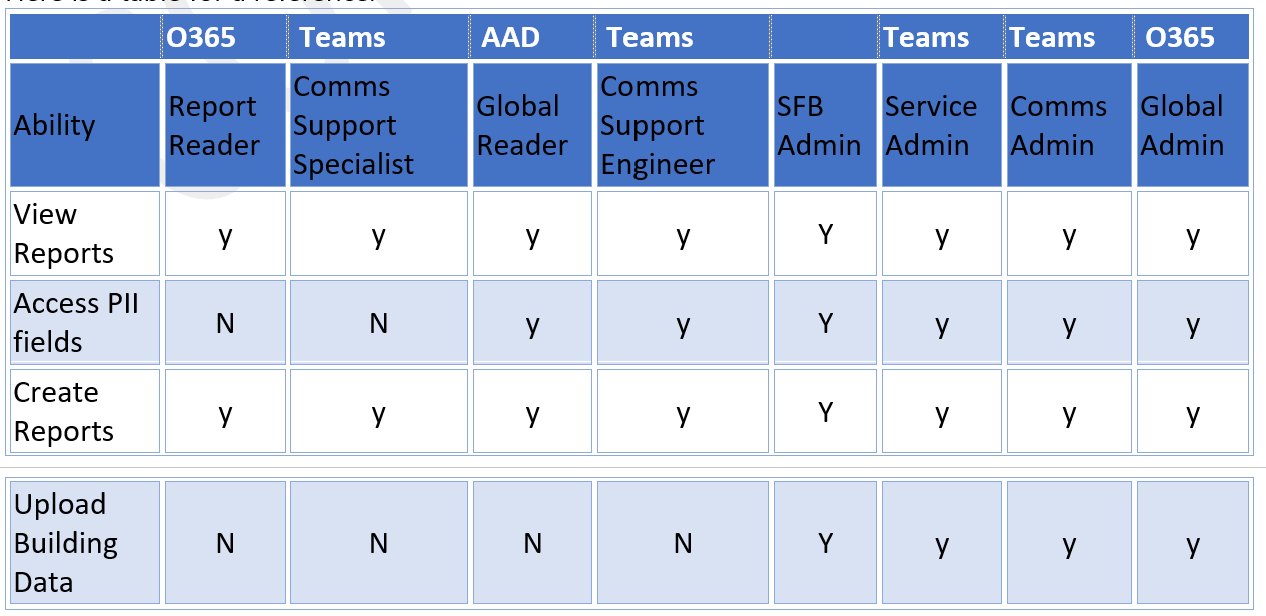 Here is a table for a reference:
O365 Teams AAD Teams Teams Teams O365
Ability Report Reader Comms Support Specialist Global Reader Comms Support Engineer SFB Admin Service Admin Comms Admin Global Admin
View Reports y y y y Y y y y
Access PII fields N N y y Y y y y
Create Reports y y y y Y y y y
Upload Building Data N N N N Y y y y